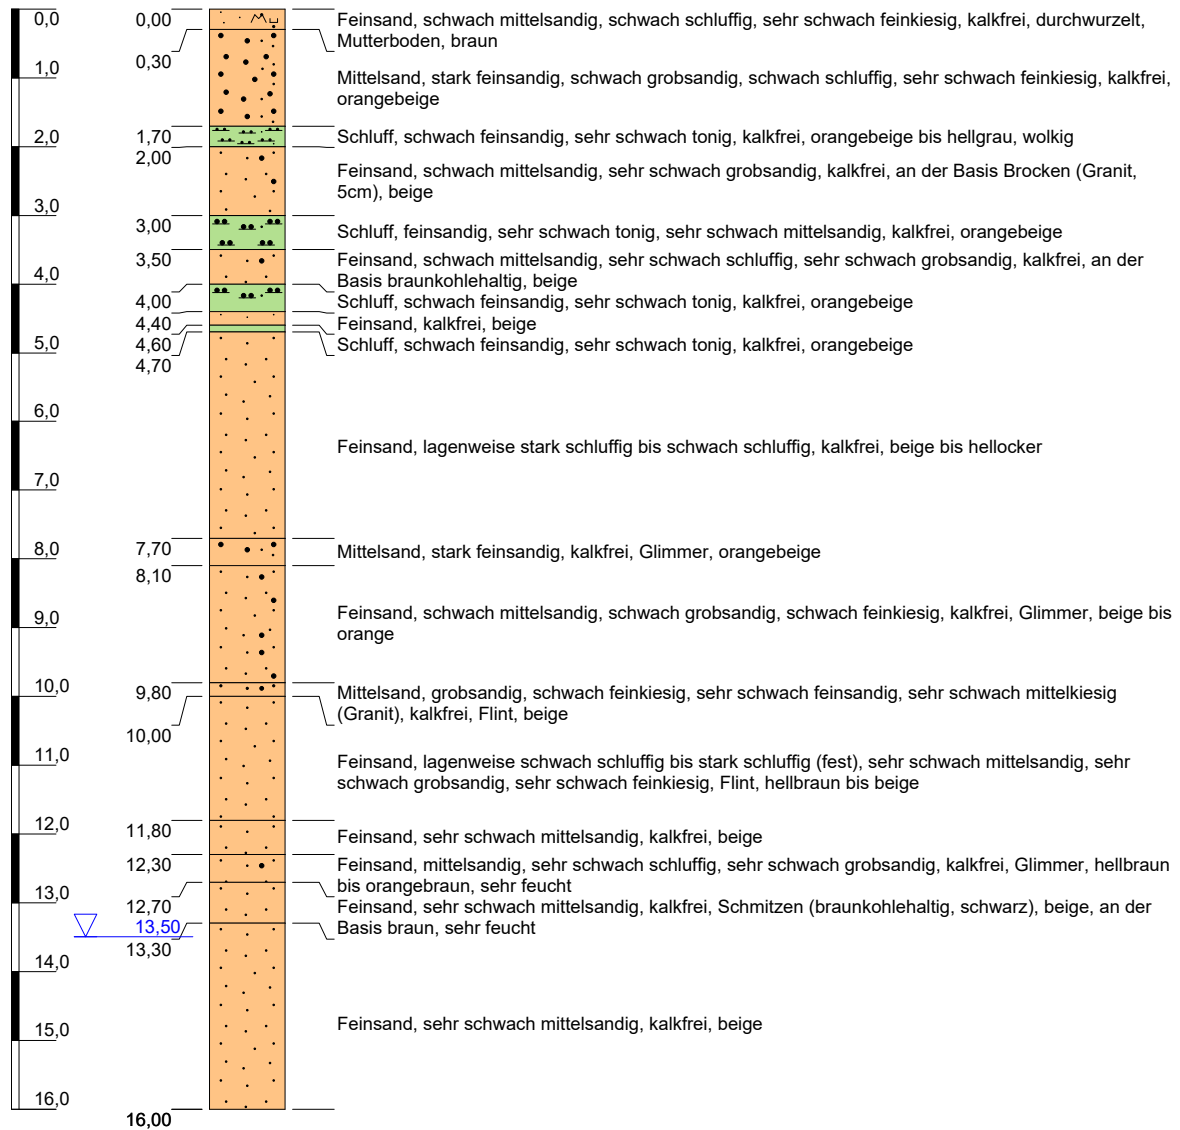 0,0
0,00
Feinsand, schwach mittelsandig, schwach schluffig, sehr schwach feinkiesig, kalkfrei, durchwurzelt,
Mutterboden, braun
0,30
1,0
Mittelsand, stark feinsandig, schwach grobsandig, schwach schluffig, sehr schwach feinkiesig, kalkfrei,
orangebeige
2,0
1,70
Schluff, schwach feinsandig, sehr schwach tonig, kalkfrei, orangebeige bis hellgrau, wolkig
2,00
Feinsand, schwach mittelsandig, sehr schwach grobsandig, kalkfrei, an der Basis Brocken (Granit,
5cm), beige
3,0
3,00
Schluff, feinsandig, sehr schwach tonig, sehr schwach mittelsandig, kalkfrei, orangebeige
3,50
Feinsand, schwach mittelsandig, sehr schwach schluffig, sehr schwach grobsandig, kalkfrei, an der
Basis braunkohlehaltig, beige
4,0
4,00
Schluff, schwach feinsandig, sehr schwach tonig, kalkfrei, orangebeige
4,40
Feinsand, kalkfrei, beige
4,60
Schluff, schwach feinsandig, sehr schwach tonig, kalkfrei, orangebeige
5,0
4,70
6,0
Feinsand, lagenweise stark schluffig bis schwach schluffig, kalkfrei, beige bis hellocker
7,0
8,0
7,70
Mittelsand, stark feinsandig, kalkfrei, Glimmer, orangebeige
8,10
9,0
Feinsand, schwach mittelsandig, schwach grobsandig, schwach feinkiesig, kalkfrei, Glimmer, beige bis
orange
10,0
9,80
Mittelsand, grobsandig, schwach feinkiesig, sehr schwach feinsandig, sehr schwach mittelkiesig
(Granit), kalkfrei, Flint, beige
10,00
11,0
Feinsand, lagenweise schwach schluffig bis stark schluffig (fest), sehr schwach mittelsandig, sehr
schwach grobsandig, sehr schwach feinkiesig, Flint, hellbraun bis beige
12,0
11,80
Feinsand, sehr schwach mittelsandig, kalkfrei, beige
12,30
Feinsand, mittelsandig, sehr schwach schluffig, sehr schwach grobsandig, kalkfrei, Glimmer, hellbraun
bis orangebraun, sehr feucht
13,0
12,70
Feinsand, sehr schwach mittelsandig, kalkfrei, Schmitzen (braunkohlehaltig, schwarz), beige, an der
Basis braun, sehr feucht
13,50
13,30
14,0
15,0
Feinsand, sehr schwach mittelsandig, kalkfrei, beige
16,0
16,00